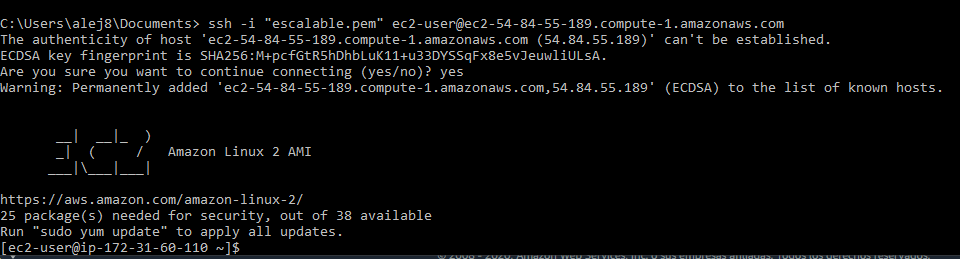 C:\Users\alej8\Documents> ssh -i "escalable.pem" ec2-user@ec2-54-84-55-189.compute-1.amazonaws.com
The authenticity of host 'ec2-54-84-55-189.compute-1.amazonaws.com (54.84.55.189)' can't be established.
ECDSA key fingerprint is SHA256:M+pcfGtR5hDhbLuK11+u33DYSSqFx8e5vJeuwliULsA.
Are you sure you want to continue connecting (yes/no)? yes
Warning: Permanently added 'ec2-54-84-55-189.compute-1.amazonaws.com,54.84.55.189' (ECDSA) to the list of known hosts.
       __|  __|_  )
       _|  (     /   Amazon Linux 2 AMI
      ___|\___|___|
https://aws.amazon.com/amazon-linux-2/
25 package(s) needed for security, out of 38 available
Run "sudo yum update" to apply all updates.
[ec2-user@ip-172-31-60-110 ~]$
© 2008 - 2020, Amazon Web Services, Inc. o sus empresas afiliadas. Todos los derechos reservados.